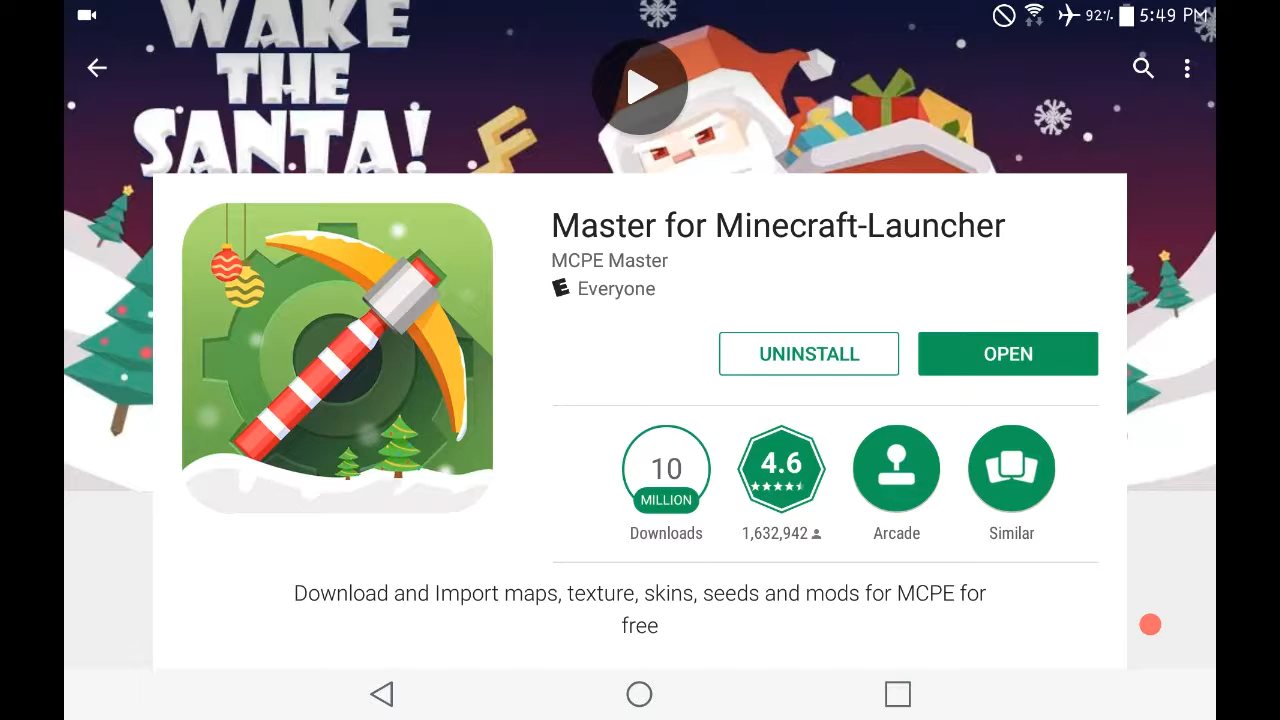 92% 5:49 PM
WAKE
THE
SANTA!
F
Master for Minecraft-Launcher
MCPE Master
E Everyone
UNINSTALL
OPEN
10
MILLION
4.6
Downloads
1,632,942
Arcade
Similar
Download and Import maps, texture, skins, seeds and mods for MCPE for
free